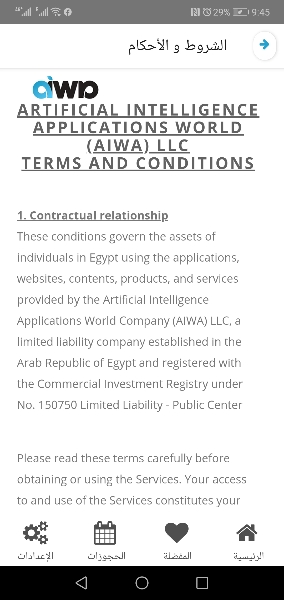 29% 9:45
الشروط و الأحكام
aiwa
ARTIFICIAL INTELLIGENCE
APPLICATIONS WORLD
(AIWA) LLC
TERMS AND CONDITIONS
1. Contractual relationship
These conditions govern the assets of
individuals in Egypt using the applications,
websites, contents, products, and services
provided by the Artificial Intelligence
Applications World Company (AIWA) LLC, a
limited liability company established in the
Arab Republic of Egypt and registered with
the Commercial Investment Registry under
No. 150750 Limited Liability - Public Center
Please read these terms carefully before
obtaining or using the Services. Your access
to and use of the Services constitutes your
الرئيسية
المفضلة
الحجوزات
الإعدادات